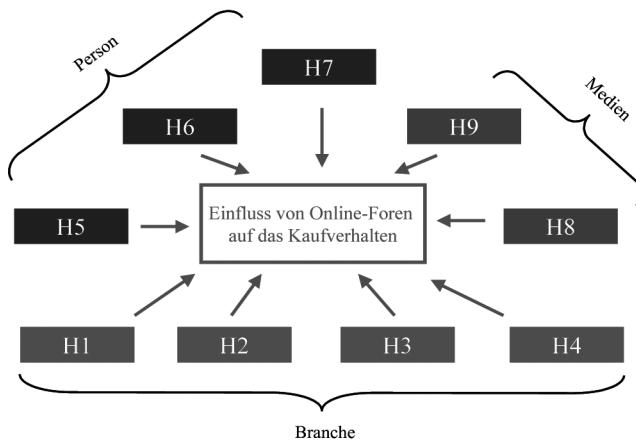 Person
H7
Medien
H6
H9
Einfluss von Online-Foren
auf das Kaufverhalten
H5
H8
H1
H2
H3
H4
Branche